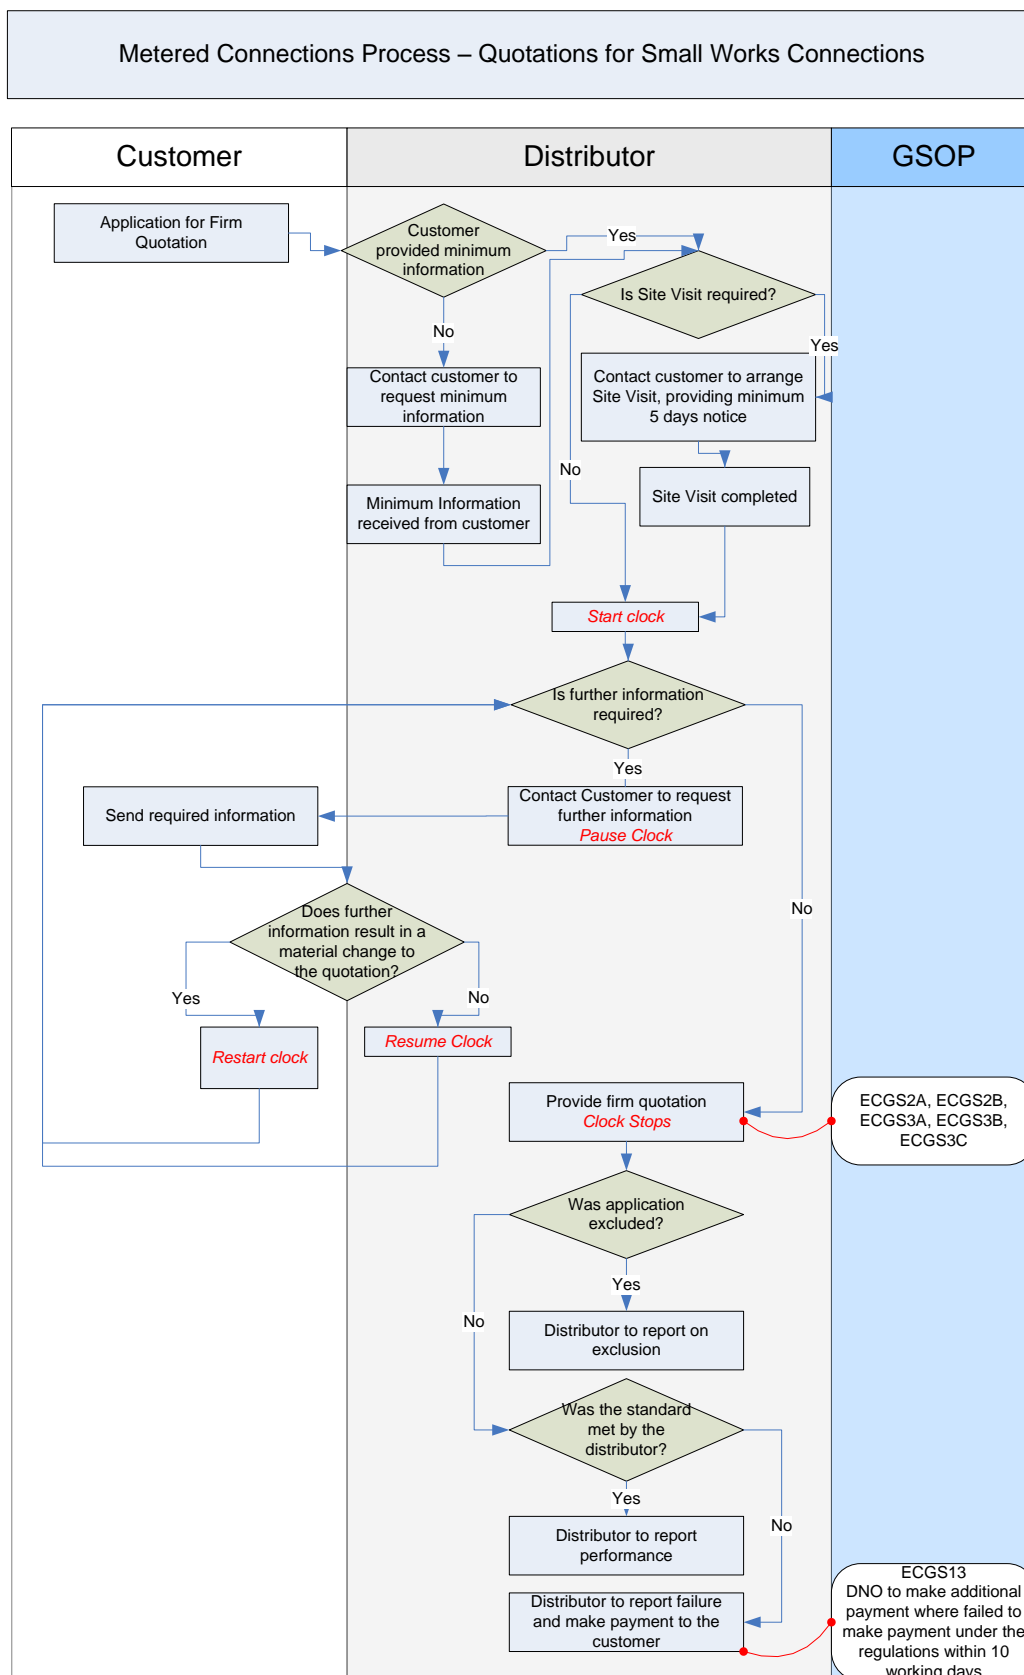 Metered Connections Process – Quotations for Small Works Connections
Customer
Distributor
GSOP
Application for Firm
Quotation
Customer
provided minimum
information
Yes
Is Site Visit required?
No
Yes
Contact customer to
request minimum
information
Contact customer to arrange
Site Visit, providing minimum
5 days notice
No
Minimum Information
received from customer
Site Visit completed
Start clock
Is further information
required?
Yes
Send required information
Contact Customer to request
further information
Pause Clock
No
Does further
information result in a
material change to
the quotation?
Yes
No
Restart clock
Resume Clock
Provide firm quotation
Clock Stops
ECGS2A, ECGS2B,
ECGS3A, ECGS3B,
ECGS3C
Was application
excluded?
Yes
No
Distributor to report on
exclusion
Was the standard
met by the
distributor?
Yes
No
Distributor to report
performance
Distributor to report failure
and make payment to the
customer
ECGS13
DNO to make additional
payment where failed to
make payment under the
regulations within 10
working days